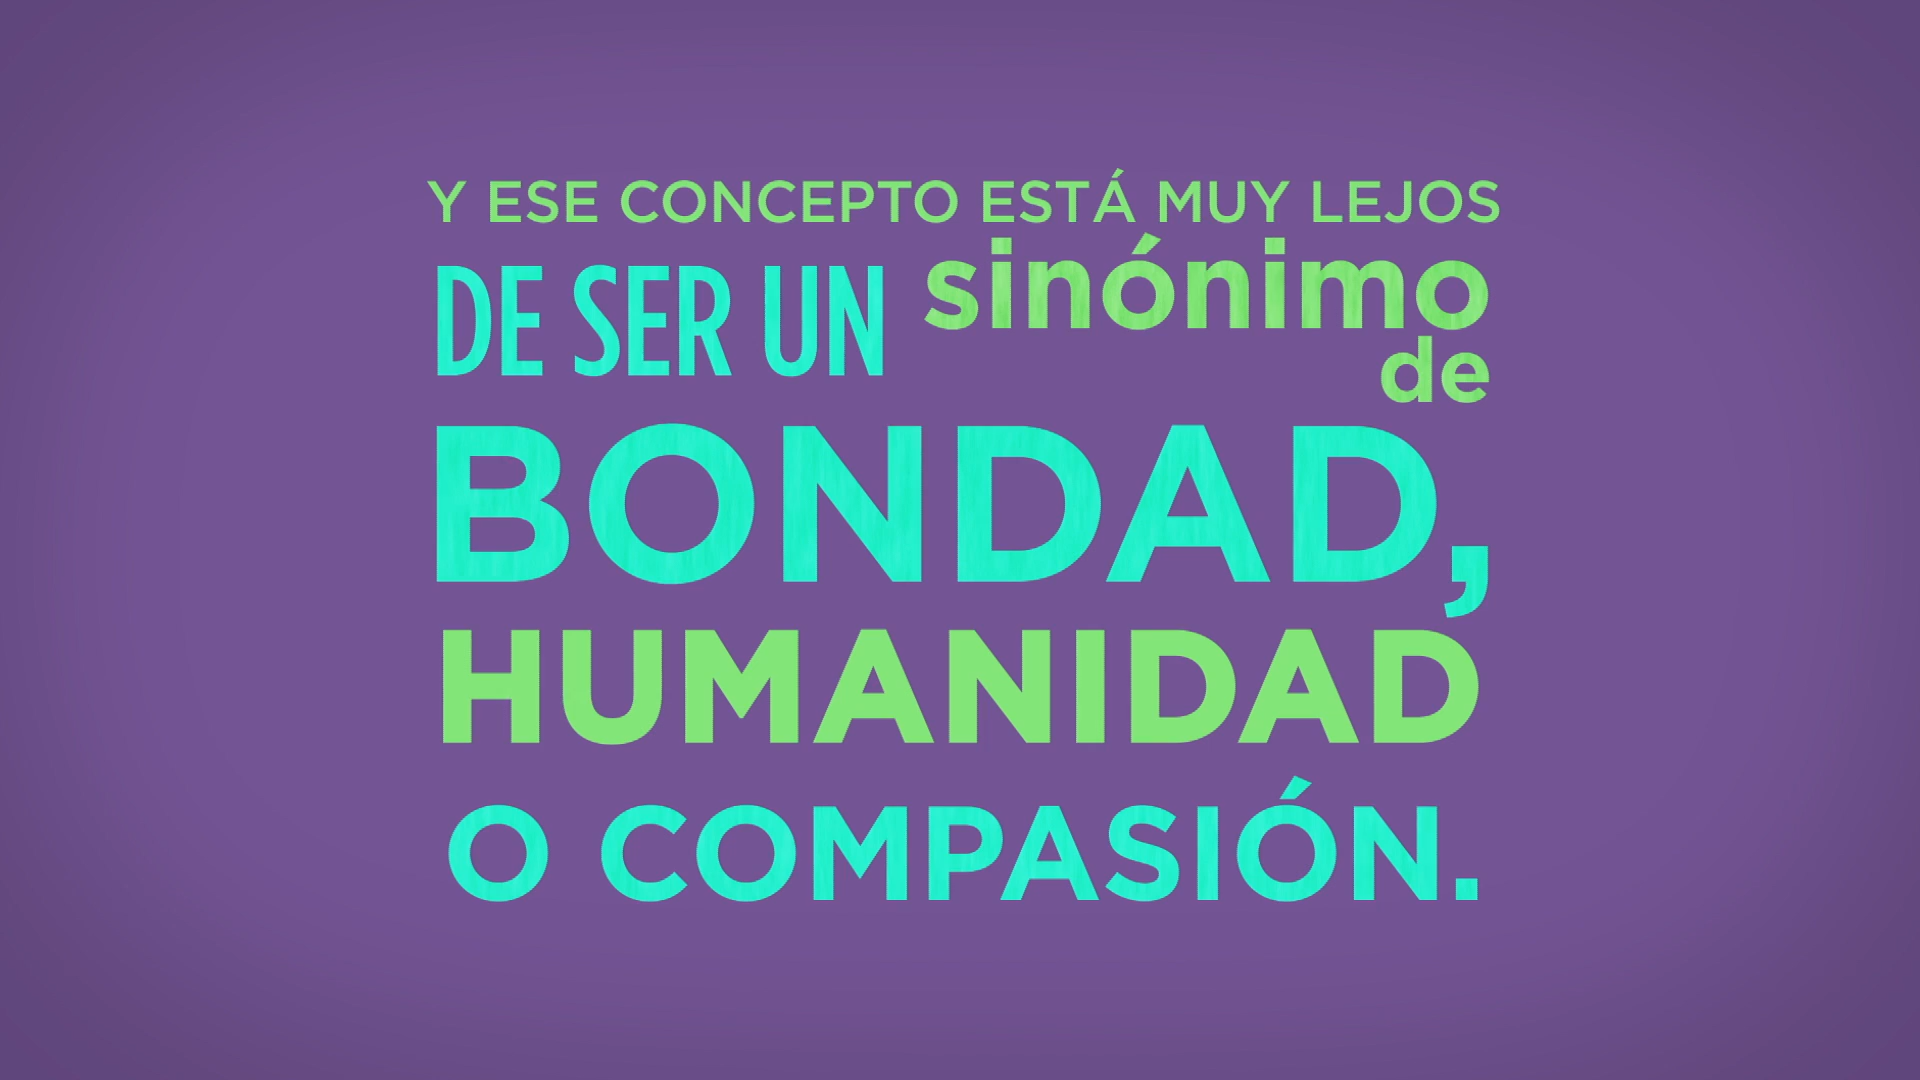 Y ESE CONCEPTO ESTÁ MUY LEJOS
DE SER UN sinónimo
de
BONDAD,
HUMANIDAD
O COMPASIÓN.